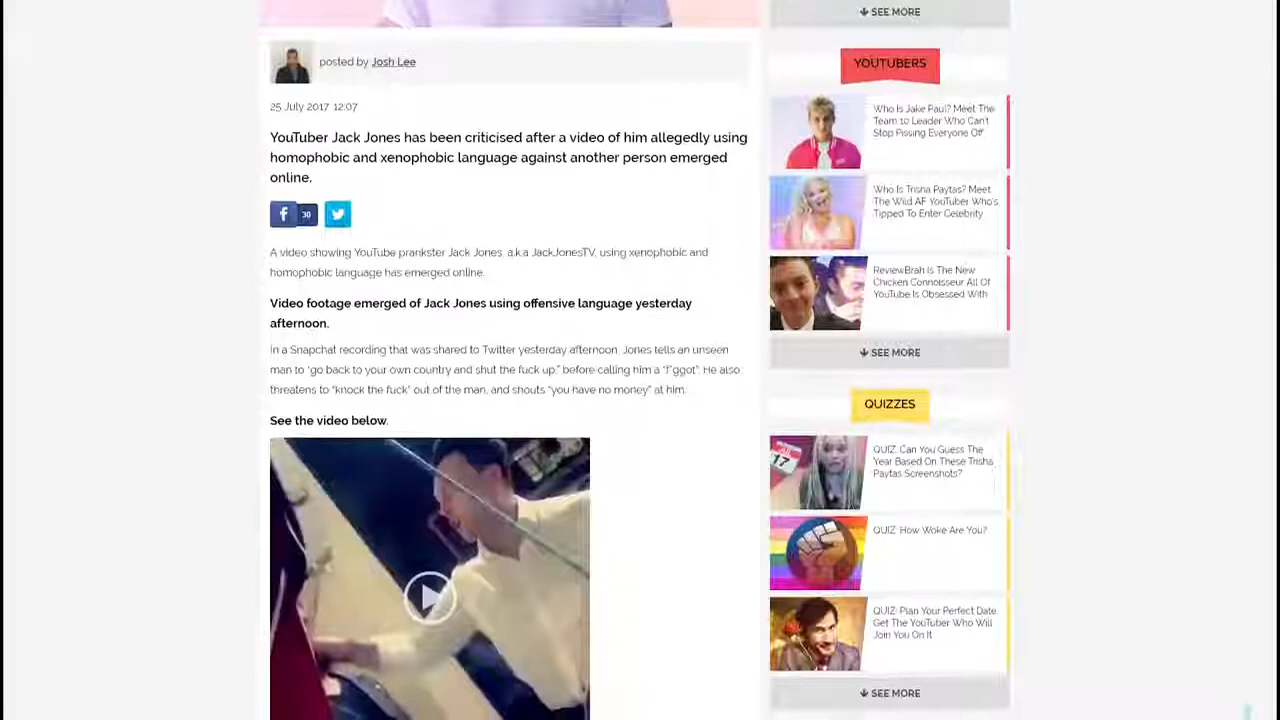 SEE MORE
posted by Josh Lee
25 July 2017 12:07
YouTuber Jack Jones has been criticised after a video of him allegedly using
homophobic and xenophobic language against another person emerged
online.
30
A video showing YouTube prankster Jack Jones, a.k.a JackJonesTV, using xenophobic and
homophobic language has emerged online.
Video footage emerged of Jack Jones using offensive language yesterday
afternoon.
In a Snapchat recording that was shared to Twitter yesterday afternoon, Jones tells an unseen
man to "go back to your own country and shut the fuck up," before calling him a "f*ggot". He also
threatens to "knock the fuck" out of the man, and shouts "you have no money" at him.
See the video below.
YOUTUBERS
Who Is Jake Paul? Meet The
Team 10 Leader Who Can't
Stop Pissing Everyone Off
Who Is Trisha Paytas? Meet
The Wild AF YouTuber Who's
Tipped To Enter Celebrity
ReviewBrah Is The New
Chicken Connoisseur All Of
YouTube Is Obsessed With
SEE MORE
QUIZZES
17
QUIZ: Can You Guess The
Year Based On These Trisha
Paytas Screenshots?
QUIZ: How Woke Are You?
QUIZ: Plan Your Perfect Date,
Get The YouTuber Who Will
Join You On It
SEE MORE